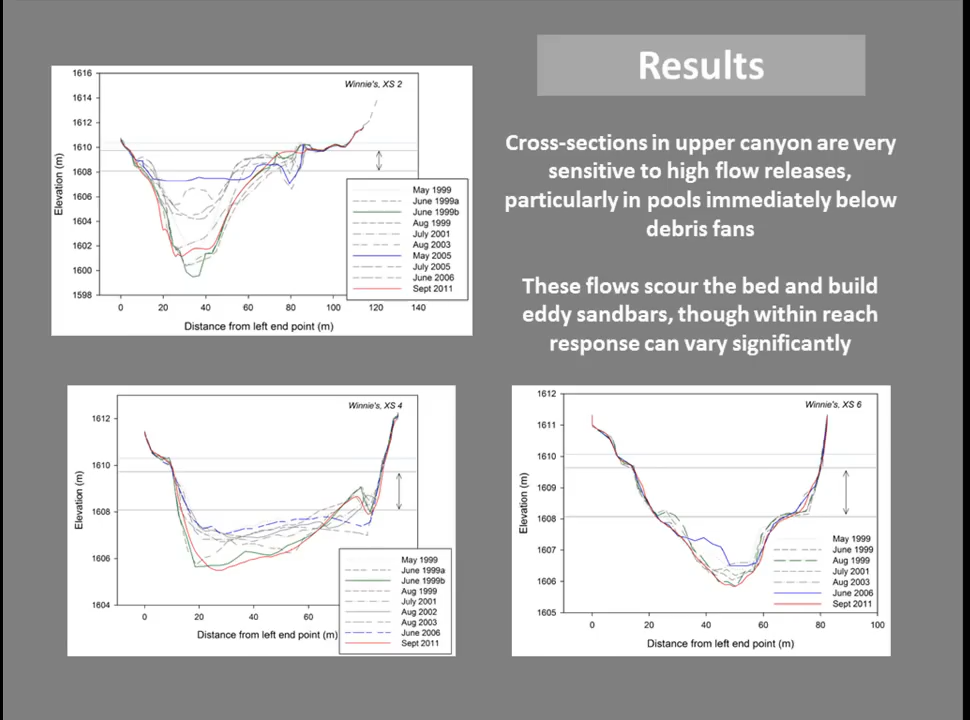 Results
Cross-sections in upper canyon are very
sensitive to high flow releases,
particularly in pools immediately below
debris fans
These flows scour the bed and build
eddy sandbars, though within reach
response can vary significantly
Winnie's, XS 2
Elevation (m)
1616
1614
1612
1610
1608
1606
1604
1602
1600
1598
0 20 40 60 80 100 120 140
Distance from left end point (m)
May 1999
June 1999a
June 1999b
Aug 1999
July 2001
Aug 2003
May 2005
July 2005
June 2006
Sept 2011
Winnie's, XS 4
Elevation (m)
1612
1610
1608
1606
1604
0 20 40 60
Distance from left end point (m)
May 1999
June 1999a
June 1999b
Aug 1999
July 2001
Aug 2002
Aug 2003
June 2006
Sept 2011
Winnie's, XS 6
Elevation (m)
1612
1611
1610
1609
1608
1607
1606
1605
0 20 40 60 80 100
Distance from left end point (m)
May 1999
June 1999
Aug 1999
July 2001
Aug 2003
June 2006
Sept 2011